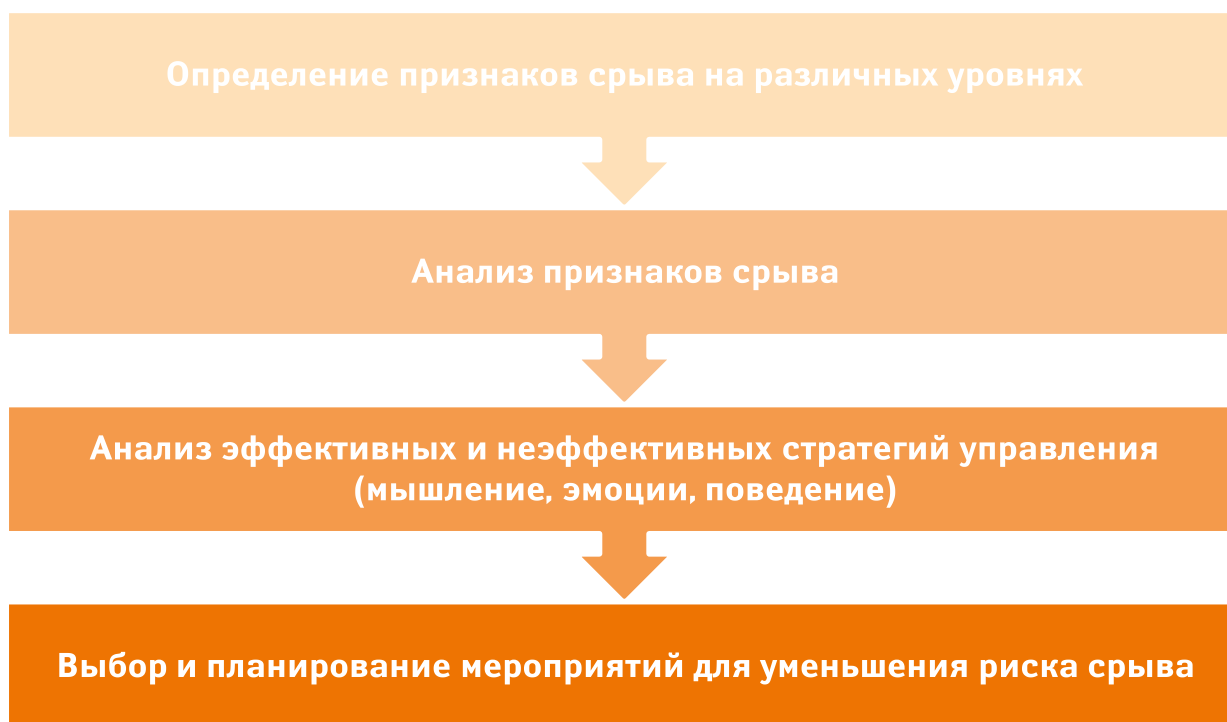 Определение признаков срыва на различных уровнях
Анализ признаков срыва
Анализ эффективных и неэффективных стратегий управления
(мышление, эмоции, поведение)
Выбор и планирование мероприятий для уменьшения риска срыва